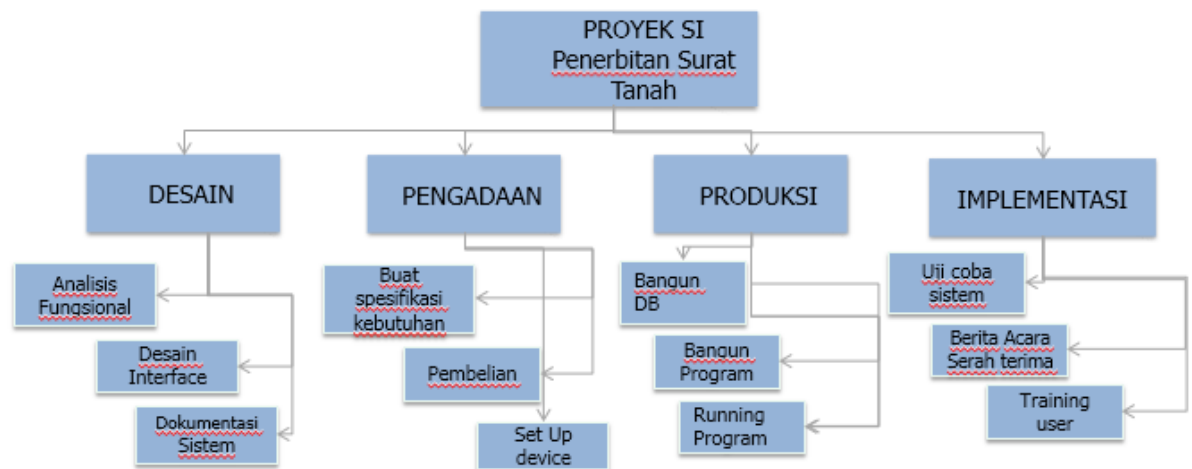 PROYEK SI
Penerbitan Surat
Tanah
DESAIN
PENGADAAN
PRODUKSI
IMPLEMENTASI
Analisis
Fungsional
Desain
Interface
Dokumentasi
Sistem
Buat
spesifikasi
kebutuhan
Pembelian
Set Up
device
Bangun
DB
Bangun
Program
Running
Program
Uji coba
sistem
Berita Acara
Serah terima
Training
user